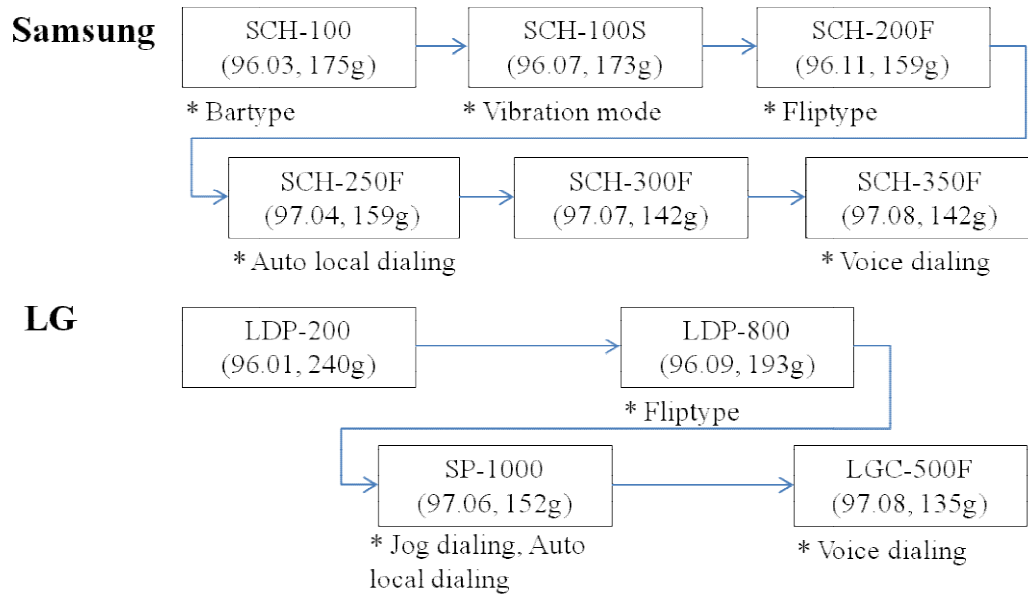 Samsung
SCH-100
(96.03, 175g)
* Bartype
SCH-100S
(96.07, 173g)
* Vibration mode
SCH-200F
(96.11, 159g)
* Fliptype
SCH-250F
(97.04, 159g)
* Auto local dialing
SCH-300F
(97.07, 142g)
SCH-350F
(97.08, 142g)
* Voice dialing
LG
LDP-200
(96.01, 240g)
LDP-800
(96.09, 193g)
* Fliptype
SP-1000
(97.06, 152g)
* Jog dialing, Auto
local dialing
LGC-500F
(97.08, 135g)
* Voice dialing